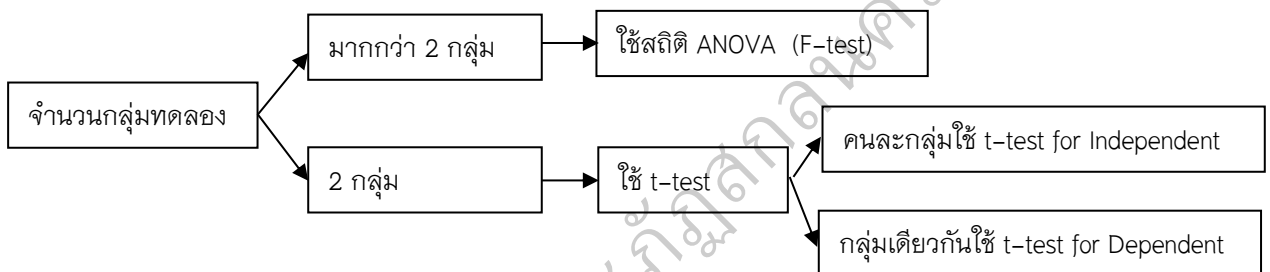 มากกว่า 2 กลุ่ม
ใช้สถิติ ANOVA (F-test)
จำนวนกลุ่มทดลอง
คนละกลุ่มใช้ t-test for Independent
2 กลุ่ม
ใช้ t-test
กลุ่มเดียวกันใช้ t-test for Dependent